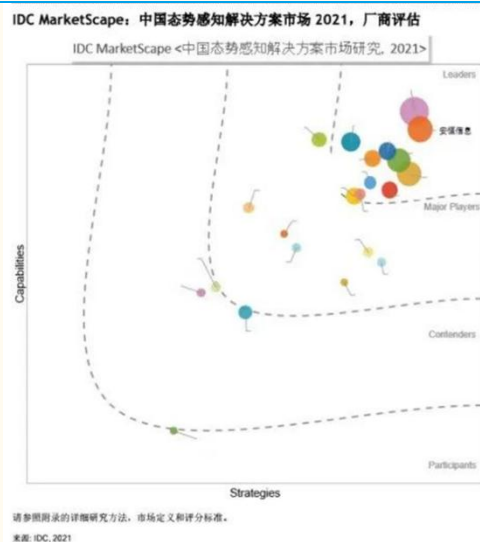 IDC MarketScape：中国态势感知解决方案市场 2021，厂商评估
IDC MarketScape <中国态势感知解决方案市场研究, 2021>
Leaders
安恒信息
Major Players
Capabilities
Contenders
Participants
Strategies
请参照附录的详细研究方法，市场定义和评分标准。
来源: IDC, 2021